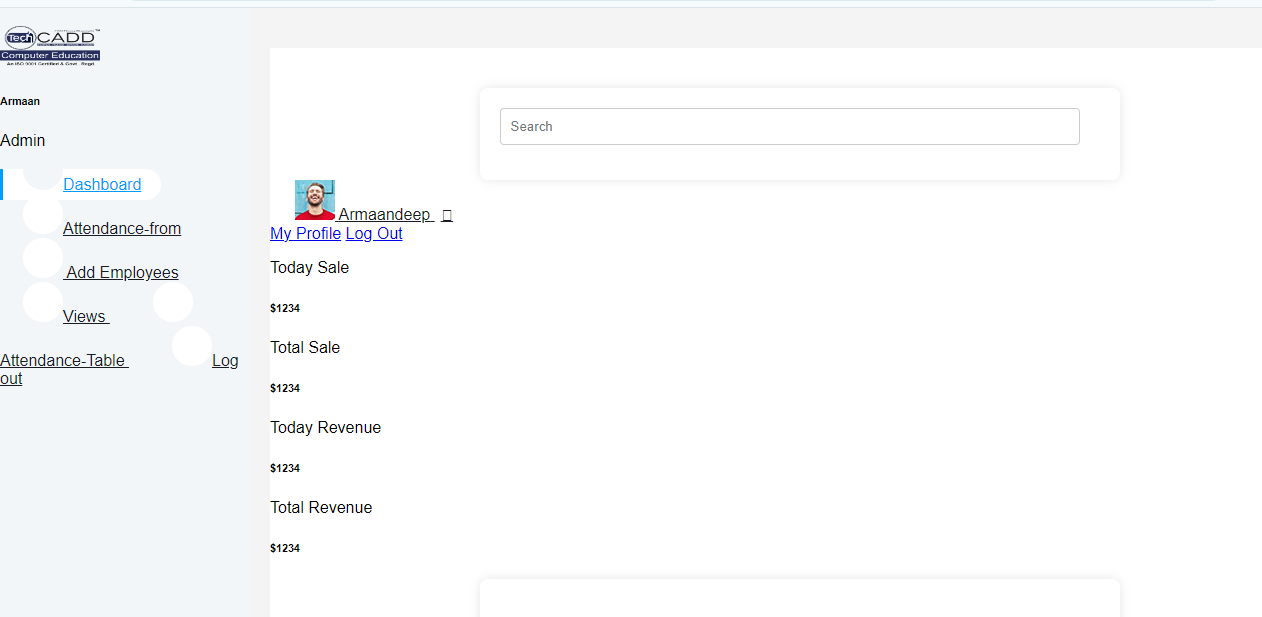 Tech CADD™
Computer Education
An ISO 9001 Certified & Govt. Regd.
Armaan
Admin
Dashboard
Attendance-from
Add Employees
Views
Attendance-Table Log
out
Search
Armaandeep
My Profile Log Out
Today Sale
$1234
Total Sale
$1234
Today Revenue
$1234
Total Revenue
$1234